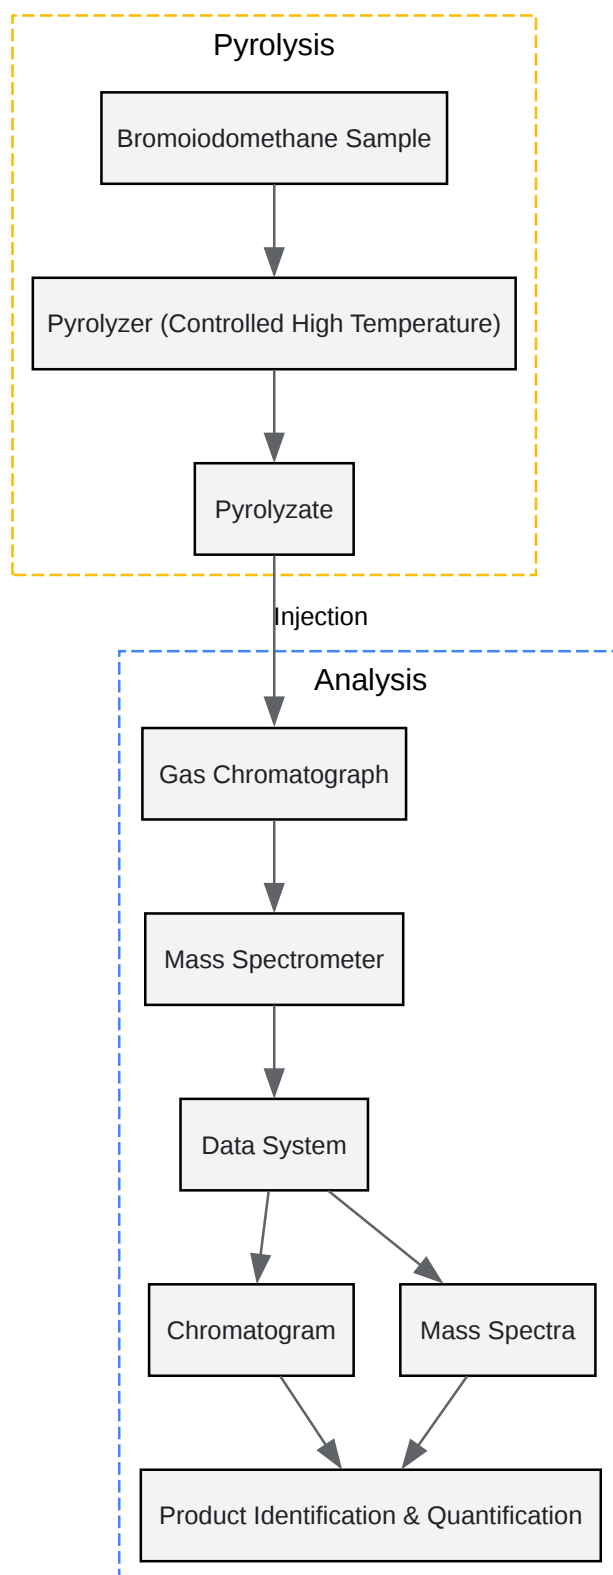 Pyrolysis
Bromoiodomethane Sample
Pyrolyzer (Controlled High Temperature)
Pyrolyzate
Injection
Analysis
Gas Chromatograph
Mass Spectrometer
Data System
Chromatogram
Mass Spectra
Product Identification & Quantification